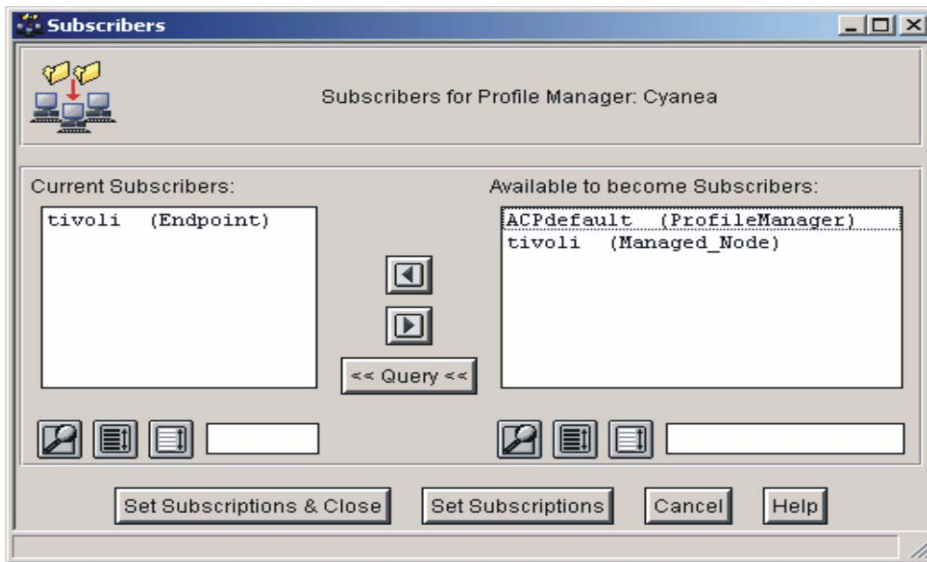 Subscribers
Subscribers for Profile Manager: Cyanea
Current Subscribers:
tivoli (Endpoint)
<< Query <<
Available to become Subscribers:
ACPdefault (ProfileManager)
tivoli (Managed_Node)
Set Subscriptions & Close
Set Subscriptions
Cancel
Help